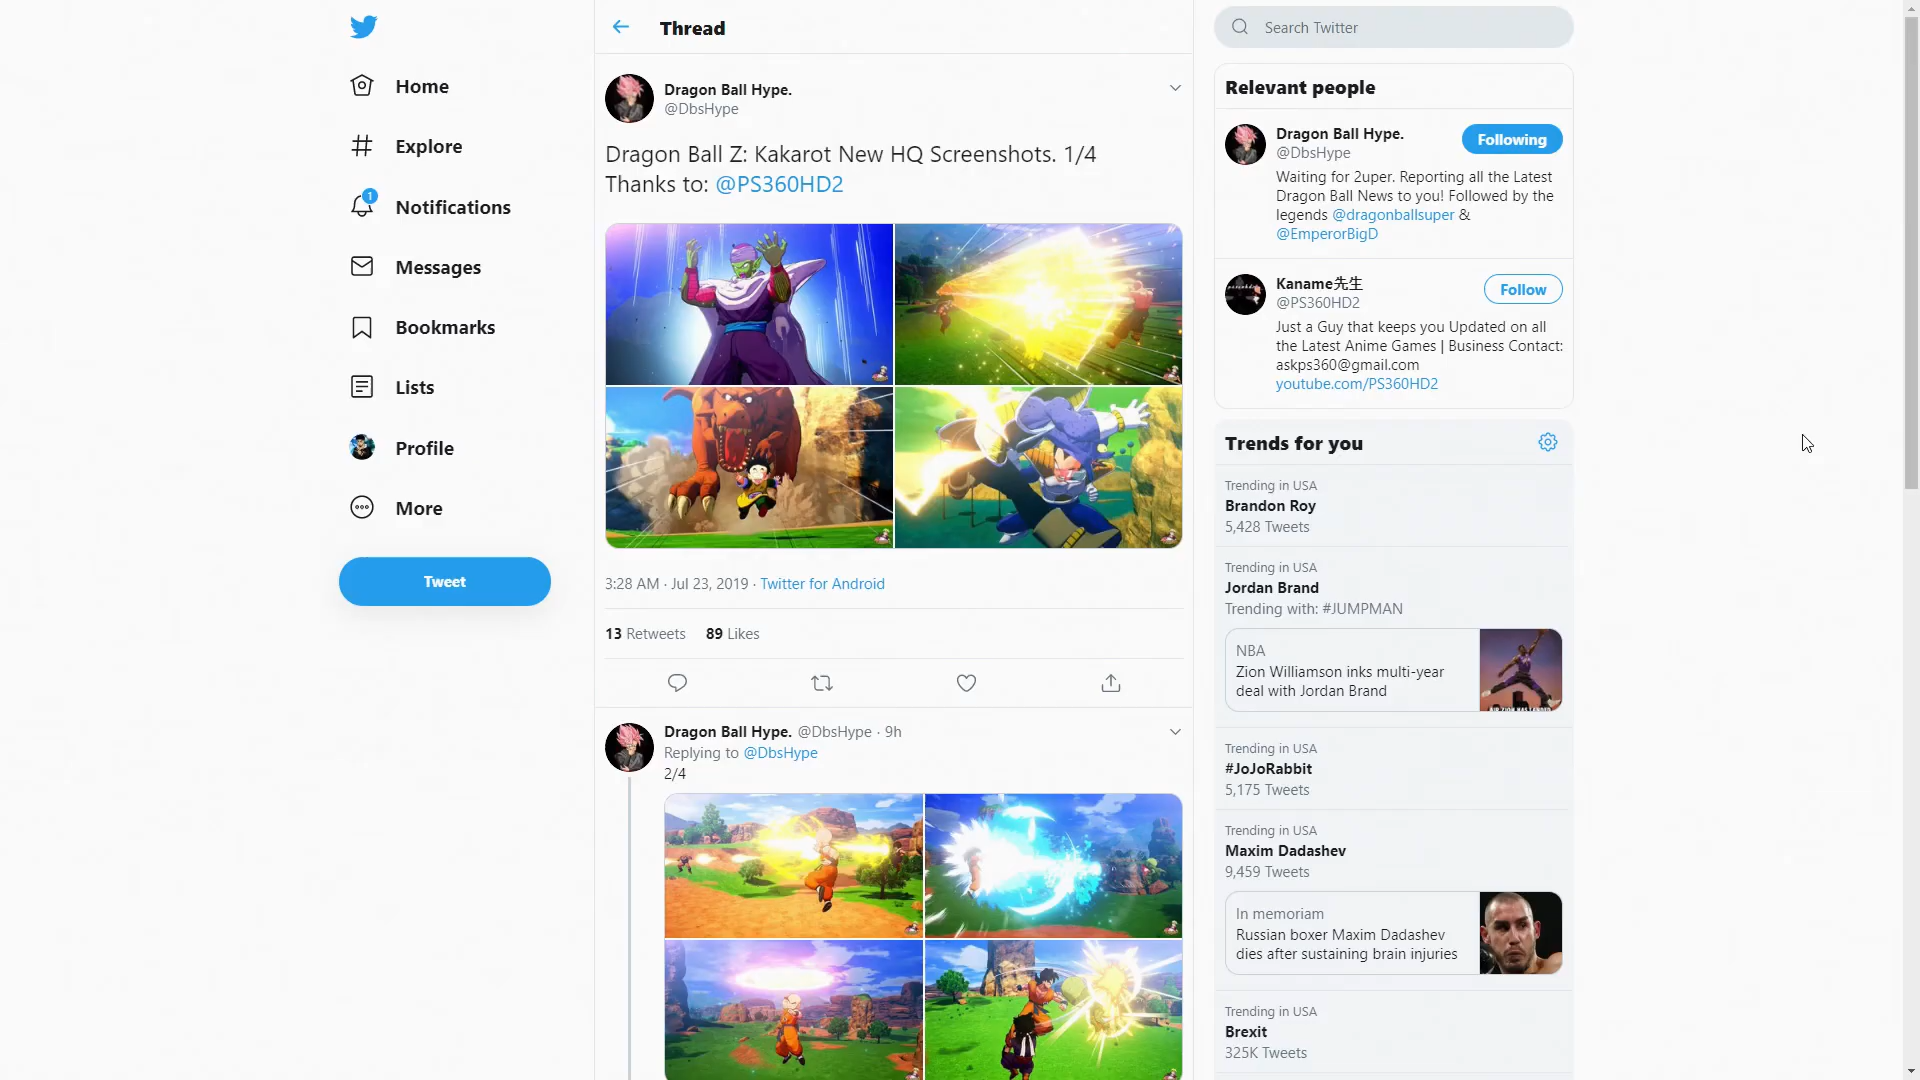 Home
Explore
1
Notifications
Messages
Bookmarks
Lists
Profile
More
Tweet
Thread
Dragon Ball Hype.
@DbsHype
Dragon Ball Z: Kakarot New HQ Screenshots. 1/4
Thanks to: @PS360HD2
3:28 AM · Jul 23, 2019 · Twitter for Android
13 Retweets 89 Likes
Dragon Ball Hype. @DbsHype · 9h
Replying to @DbsHype
2/4
Search Twitter
Relevant people
Dragon Ball Hype.
@DbsHype
Following
Waiting for 2uper. Reporting all the Latest
Dragon Ball News to you! Followed by the
legends @dragonballsuper &
@EmperorBigD
Kaname先生
@PS360HD2
Follow
Just a Guy that keeps you Updated on all
the Latest Anime Games | Business Contact:
askps360@gmail.com
youtube.com/PS360HD2
Trends for you
Trending in USA
Brandon Roy
5,428 Tweets
Trending in USA
Jordan Brand
Trending with: #JUMPMAN
NBA
Zion Williamson inks multi-year
deal with Jordan Brand
Trending in USA
#JoJoRabbit
5,175 Tweets
Trending in USA
Maxim Dadashev
9,459 Tweets
In memoriam
Russian boxer Maxim Dadashev
dies after sustaining brain injuries
Trending in USA
Brexit
325K Tweets